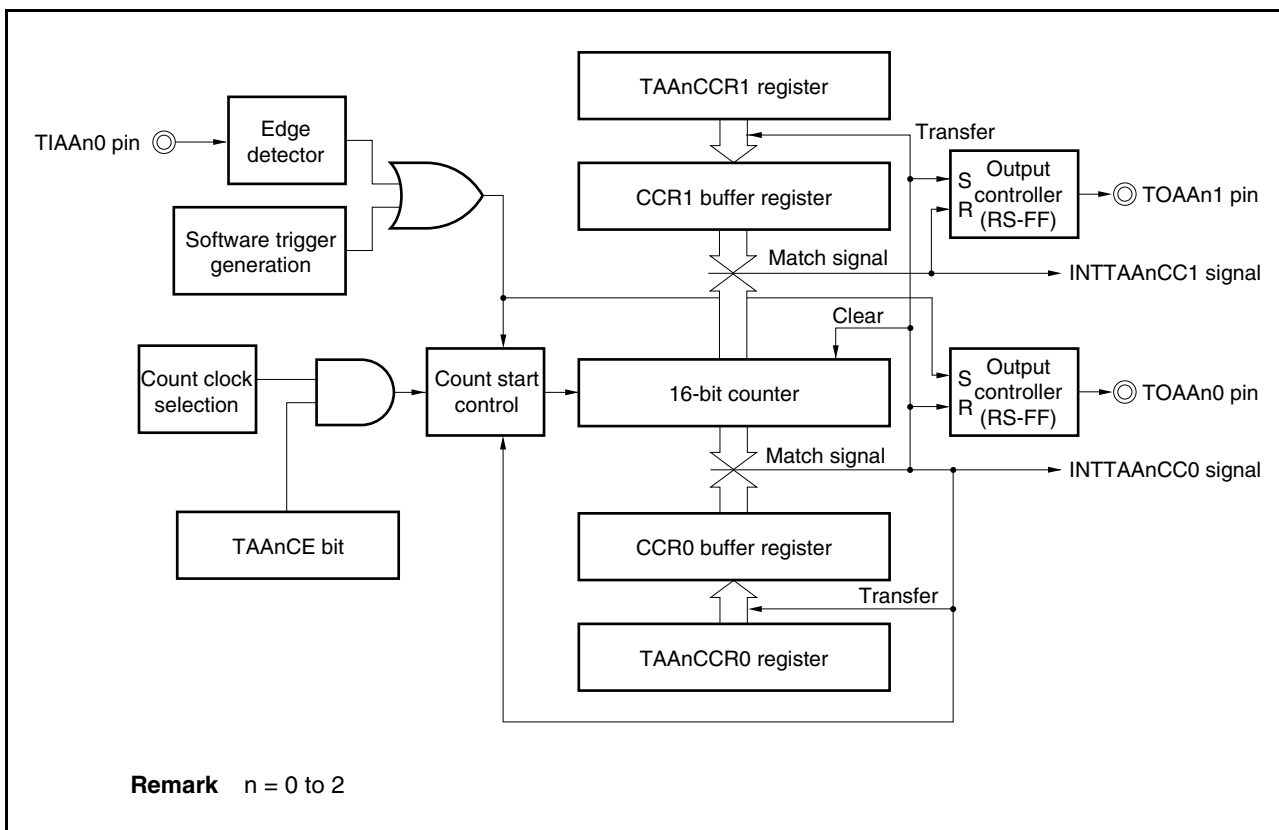 TAAnCCR1 register
TIAAn0 pin
Edge
detector
Transfer
CCR1 buffer register
S
R
Output
controller
(RS-FF)
TOAAn1 pin
Software trigger
generation
Match signal
INTTAAnCC1 signal
Clear
Count clock
selection
Count start
control
16-bit counter
S
R
Output
controller
(RS-FF)
TOAAn0 pin
Match signal
INTTAAnCC0 signal
TAAnCE bit
CCR0 buffer register
Transfer
TAAnCCR0 register
Remark n = 0 to 2